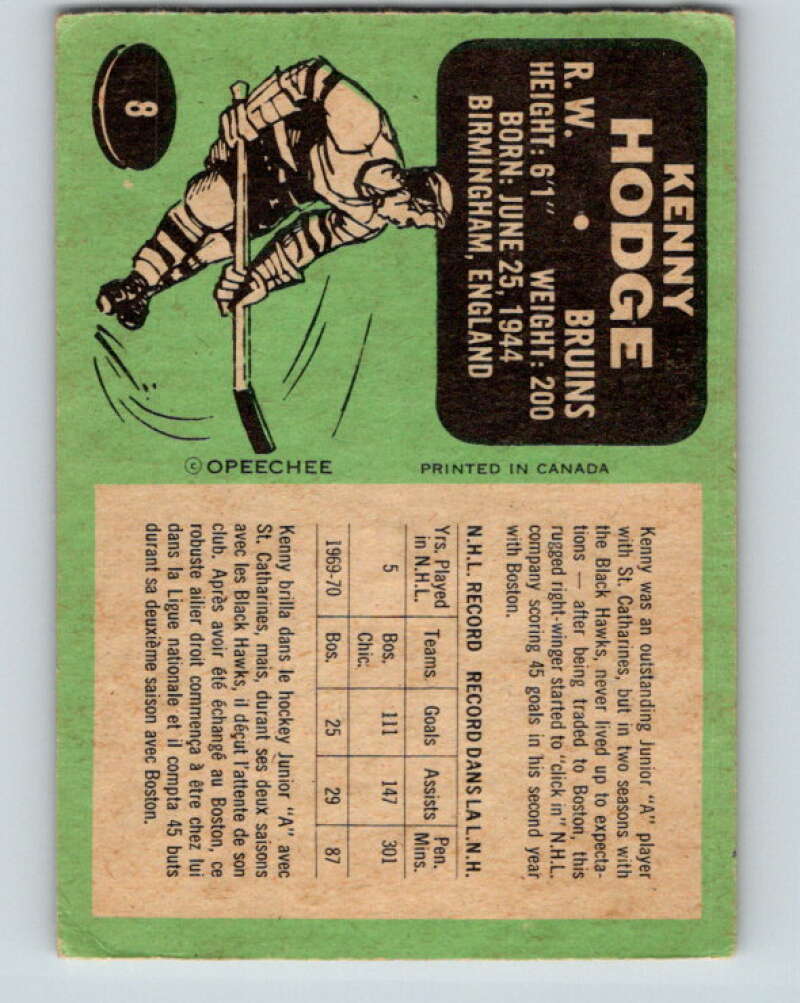 8
KENNY
HODGE
R. W. • BRUINS
HEIGHT: 6'1" WEIGHT: 200
BORN: JUNE 25, 1944
BIRMINGHAM, ENGLAND
© OPEECHEE
PRINTED IN CANADA
Kenny was an outstanding Junior "A" player
with St. Catharines, but in two seasons with
the Black Hawks, never lived up to expecta-
tions — after being traded to Boston, this
rugged right-winger started to "click in" N.H.L.
company scoring 45 goals in his second year
with Boston.
N.H.L. RECORD RECORD DANS LA L.N.H.
Yrs. Played in N.H.L. Teams Goals Assists Pen. Mins.
5 Bos. Chic. 111 147 301
1969-70 Bos. 25 29 87
Kenny brilla dans le hockey Junior "A" avec
St. Catharines, mais, durant ses deux saisons
avec les Black Hawks, il déçut l'attente de son
club. Après avoir été échangé au Boston, ce
robuste ailier droit commença à être chez lui
dans la Ligue nationale et il compta 45 buts
durant sa deuxième saison avec Boston.